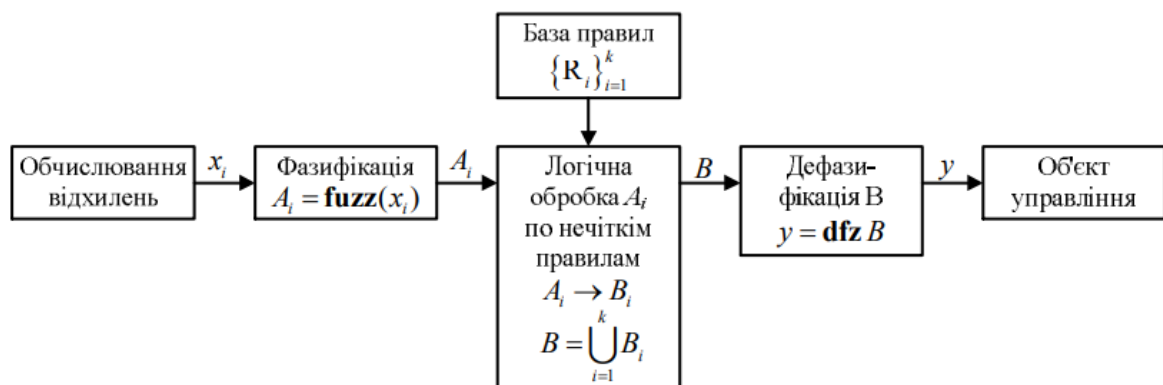 База правил
{R_i}_{i=1}^{k}
Обчислювання
відхилень
x_i
Фазифікація
A_i = fuzz(x_i)
A_i
Логічна
обробка A_i
по нечітким
правилам
A_i → B_i
B = ⋃_{i=1}^{k} B_i
B
Дефази-
фікація B
y = dfz B
y
Об'єкт
управління